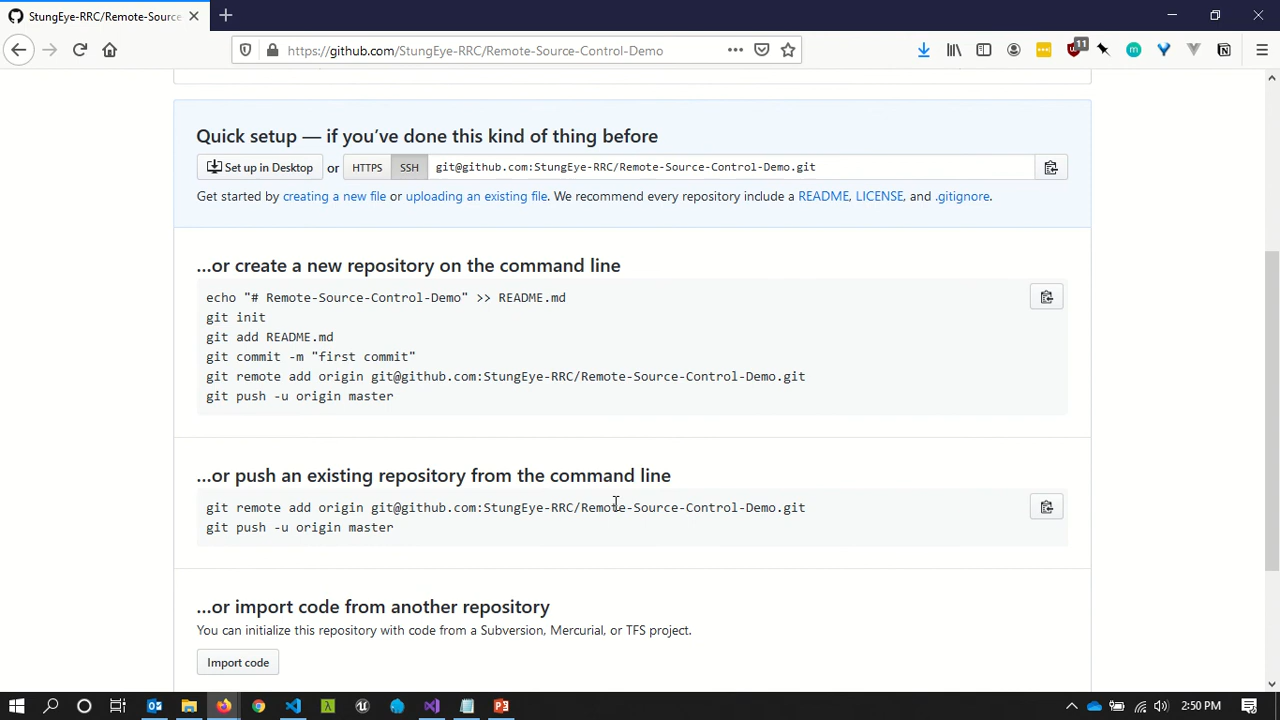 StungEye-RRC/Remote-Source
https://github.com/StungEye-RRC/Remote-Source-Control-Demo
11
Quick setup — if you've done this kind of thing before
Set up in Desktop or HTTPS SSH git@github.com:StungEye-RRC/Remote-Source-Control-Demo.git
Get started by creating a new file or uploading an existing file. We recommend every repository include a README, LICENSE, and .gitignore.
…or create a new repository on the command line
echo "# Remote-Source-Control-Demo" >> README.md
git init
git add README.md
git commit -m "first commit"
git remote add origin git@github.com:StungEye-RRC/Remote-Source-Control-Demo.git
git push -u origin master
…or push an existing repository from the command line
git remote add origin git@github.com:StungEye-RRC/Remote-Source-Control-Demo.git
git push -u origin master
…or import code from another repository
You can initialize this repository with code from a Subversion, Mercurial, or TFS project.
Import code
2:50 PM